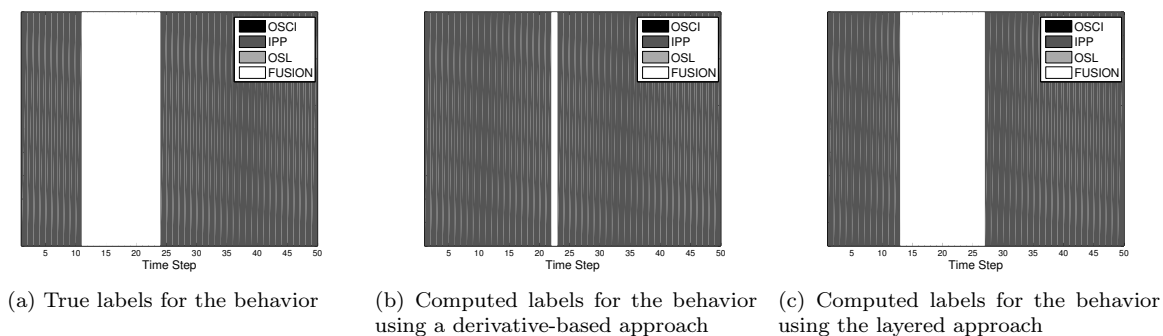 OSCI
IPP
OSL
FUSION
5 10 15 20 25 30 35 40 45 50
Time Step
(a) True labels for the behavior
OSCI
IPP
OSL
FUSION
5 10 15 20 25 30 35 40 45 50
Time Step
(b) Computed labels for the behavior
using a derivative-based approach
OSCI
IPP
OSL
FUSION
5 10 15 20 25 30 35 40 45 50
Time Step
(c) Computed labels for the behavior
using the layered approach